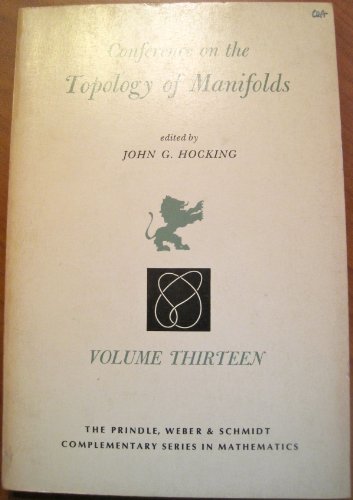 Conference on the
Topology of Manifolds
edited by
JOHN G. HOCKING
VOLUME THIRTEEN
THE PRINDLE, WEBER & SCHMIDT
COMPLEMENTARY SERIES IN MATHEMATICS